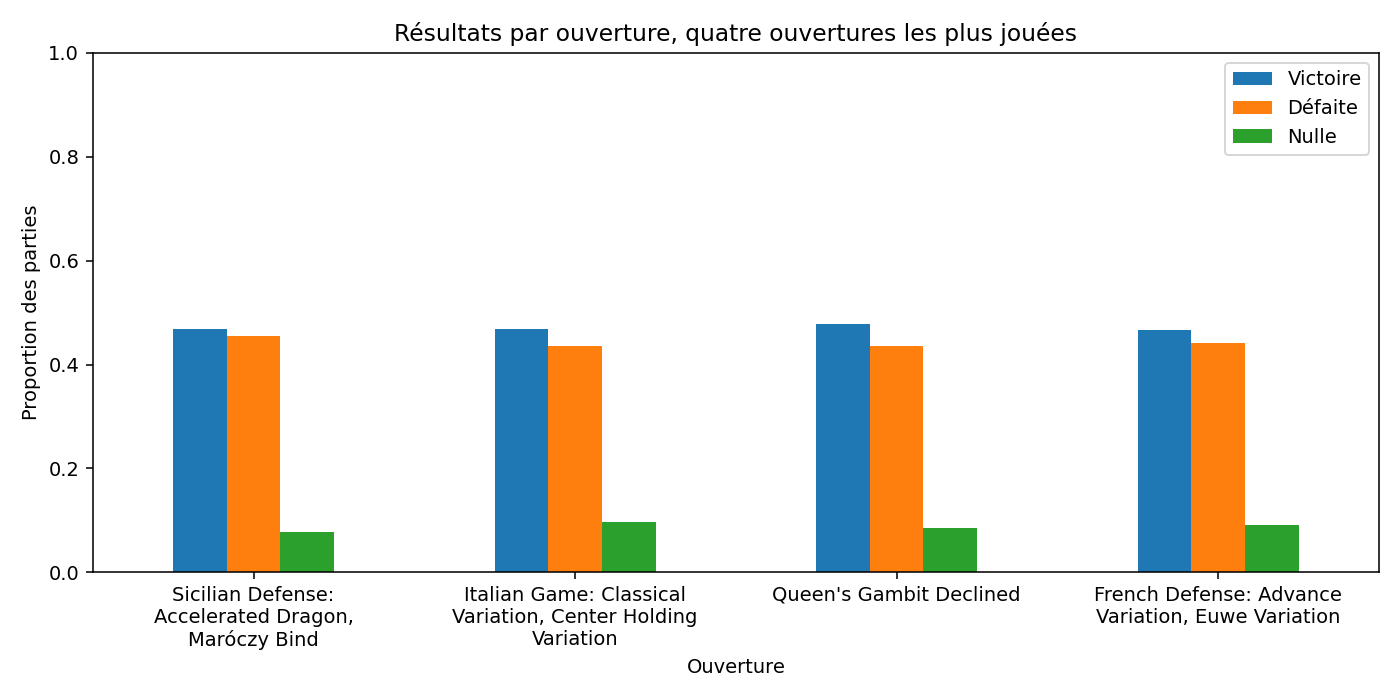 Résultats par ouverture, quatre ouvertures les plus jouées
Proportion des parties
1.0
0.8
0.6
0.4
0.2
0.0
Victoire
Défaite
Nulle
Sicilian Defense:
Accelerated Dragon,
Maróczy Bind
Italian Game: Classical
Variation, Center Holding
Variation
Queen's Gambit Declined
French Defense: Advance
Variation, Euwe Variation
Ouverture